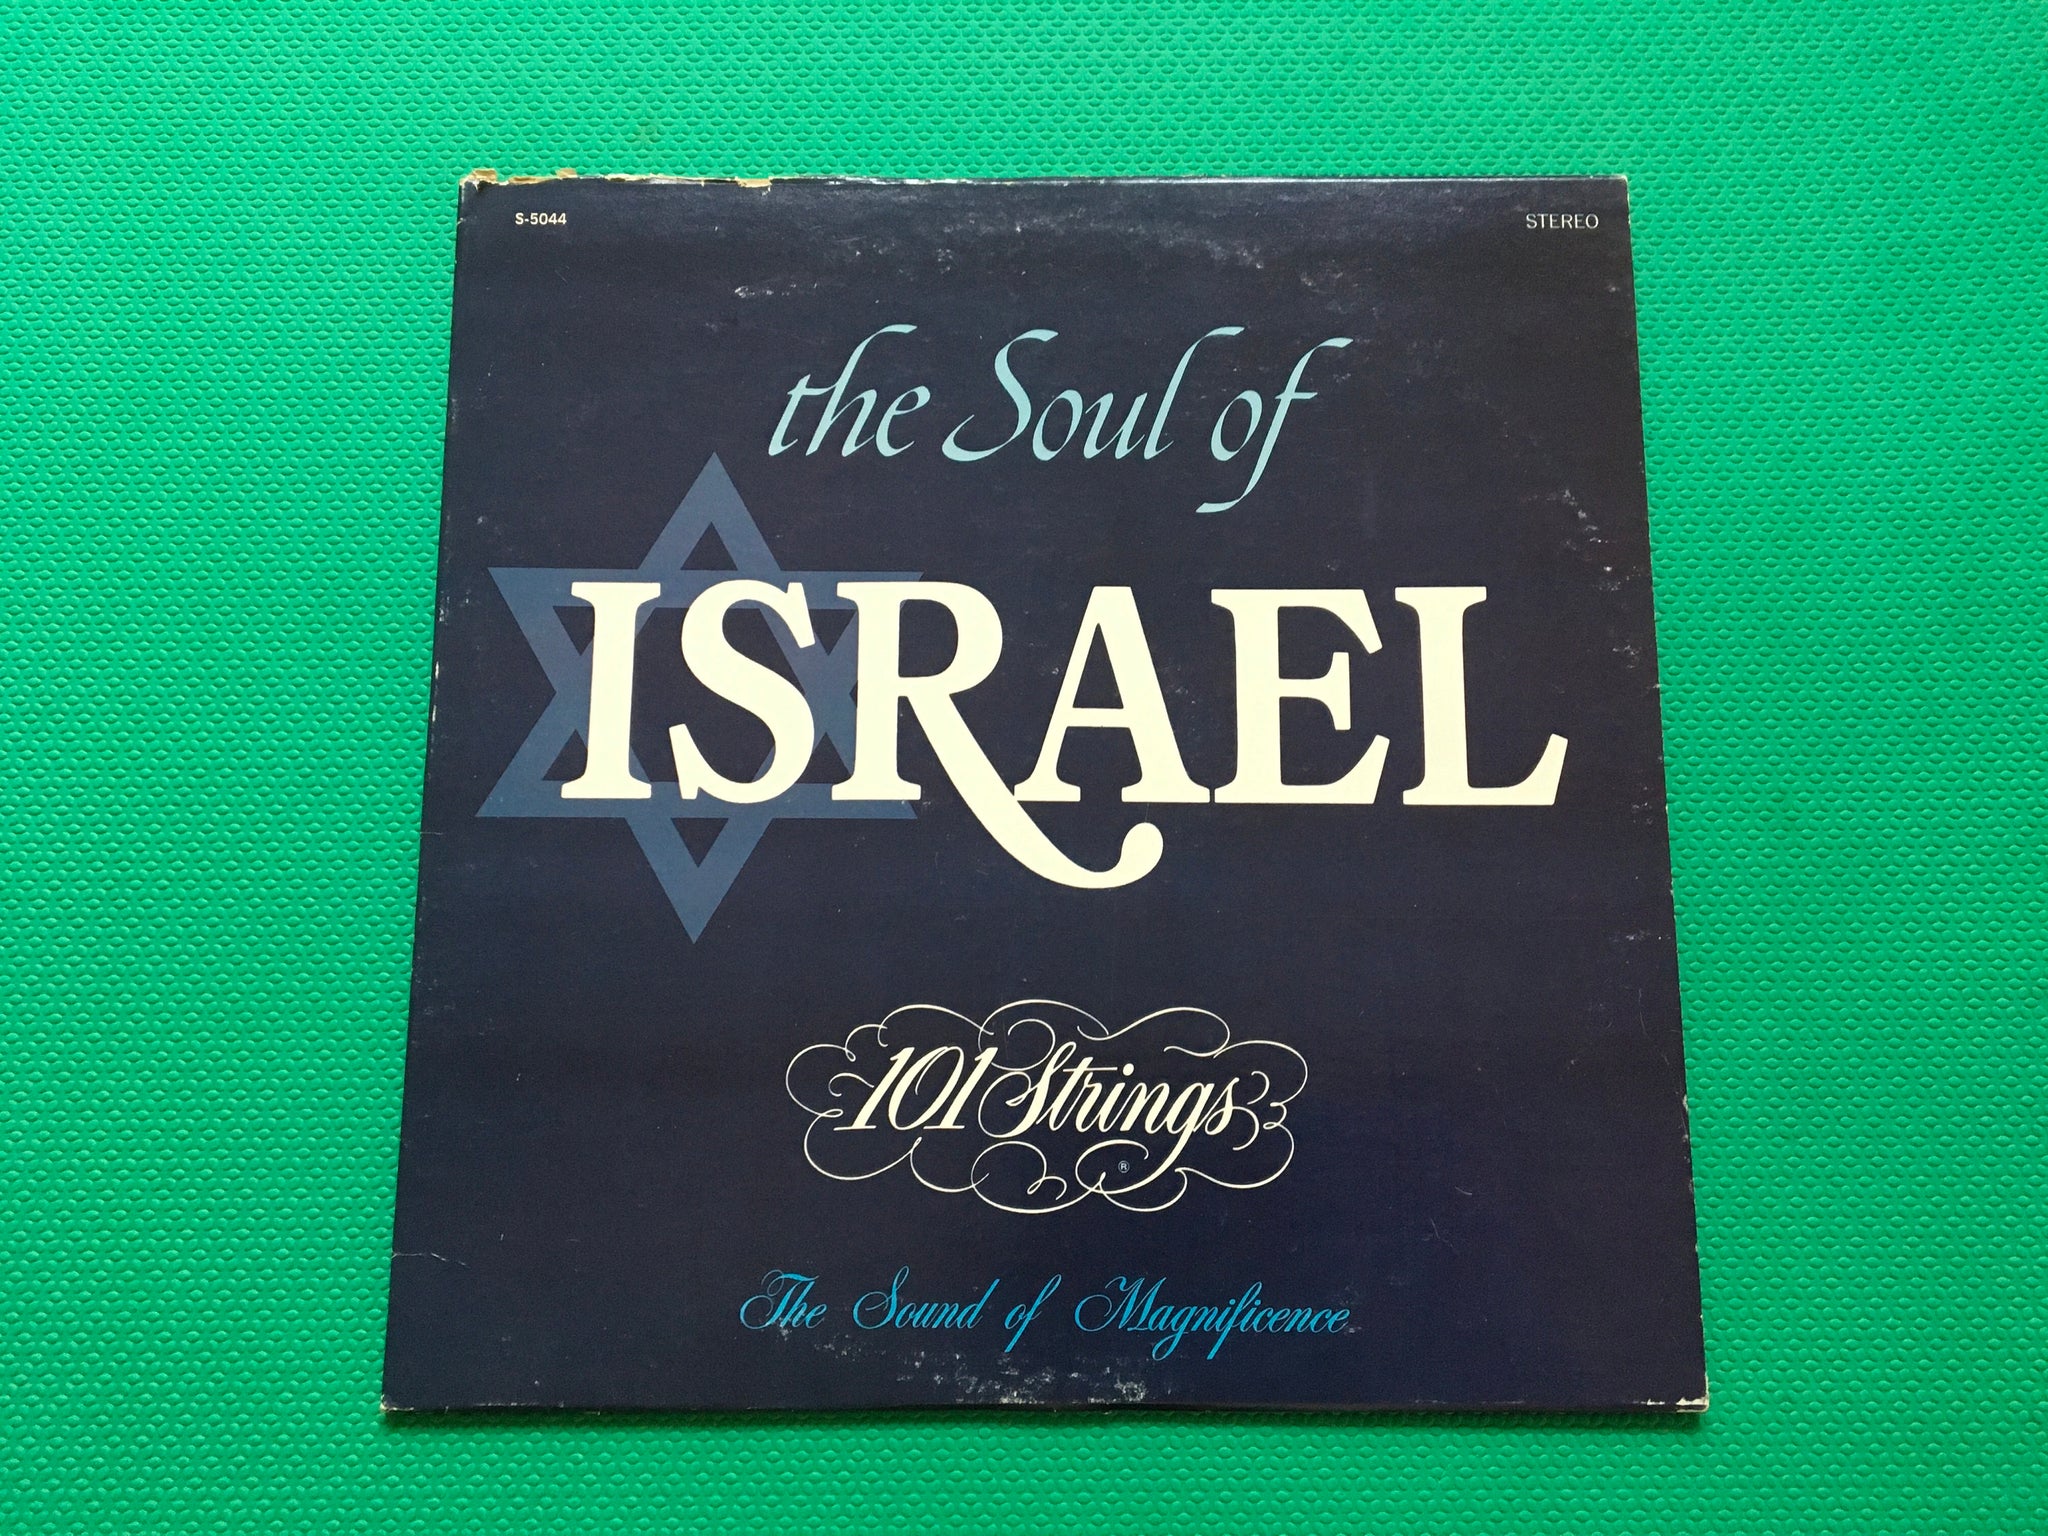 S-5044
STEREO
the Soul of
ISRAEL
101 Strings
®
The Sound of Magnificence